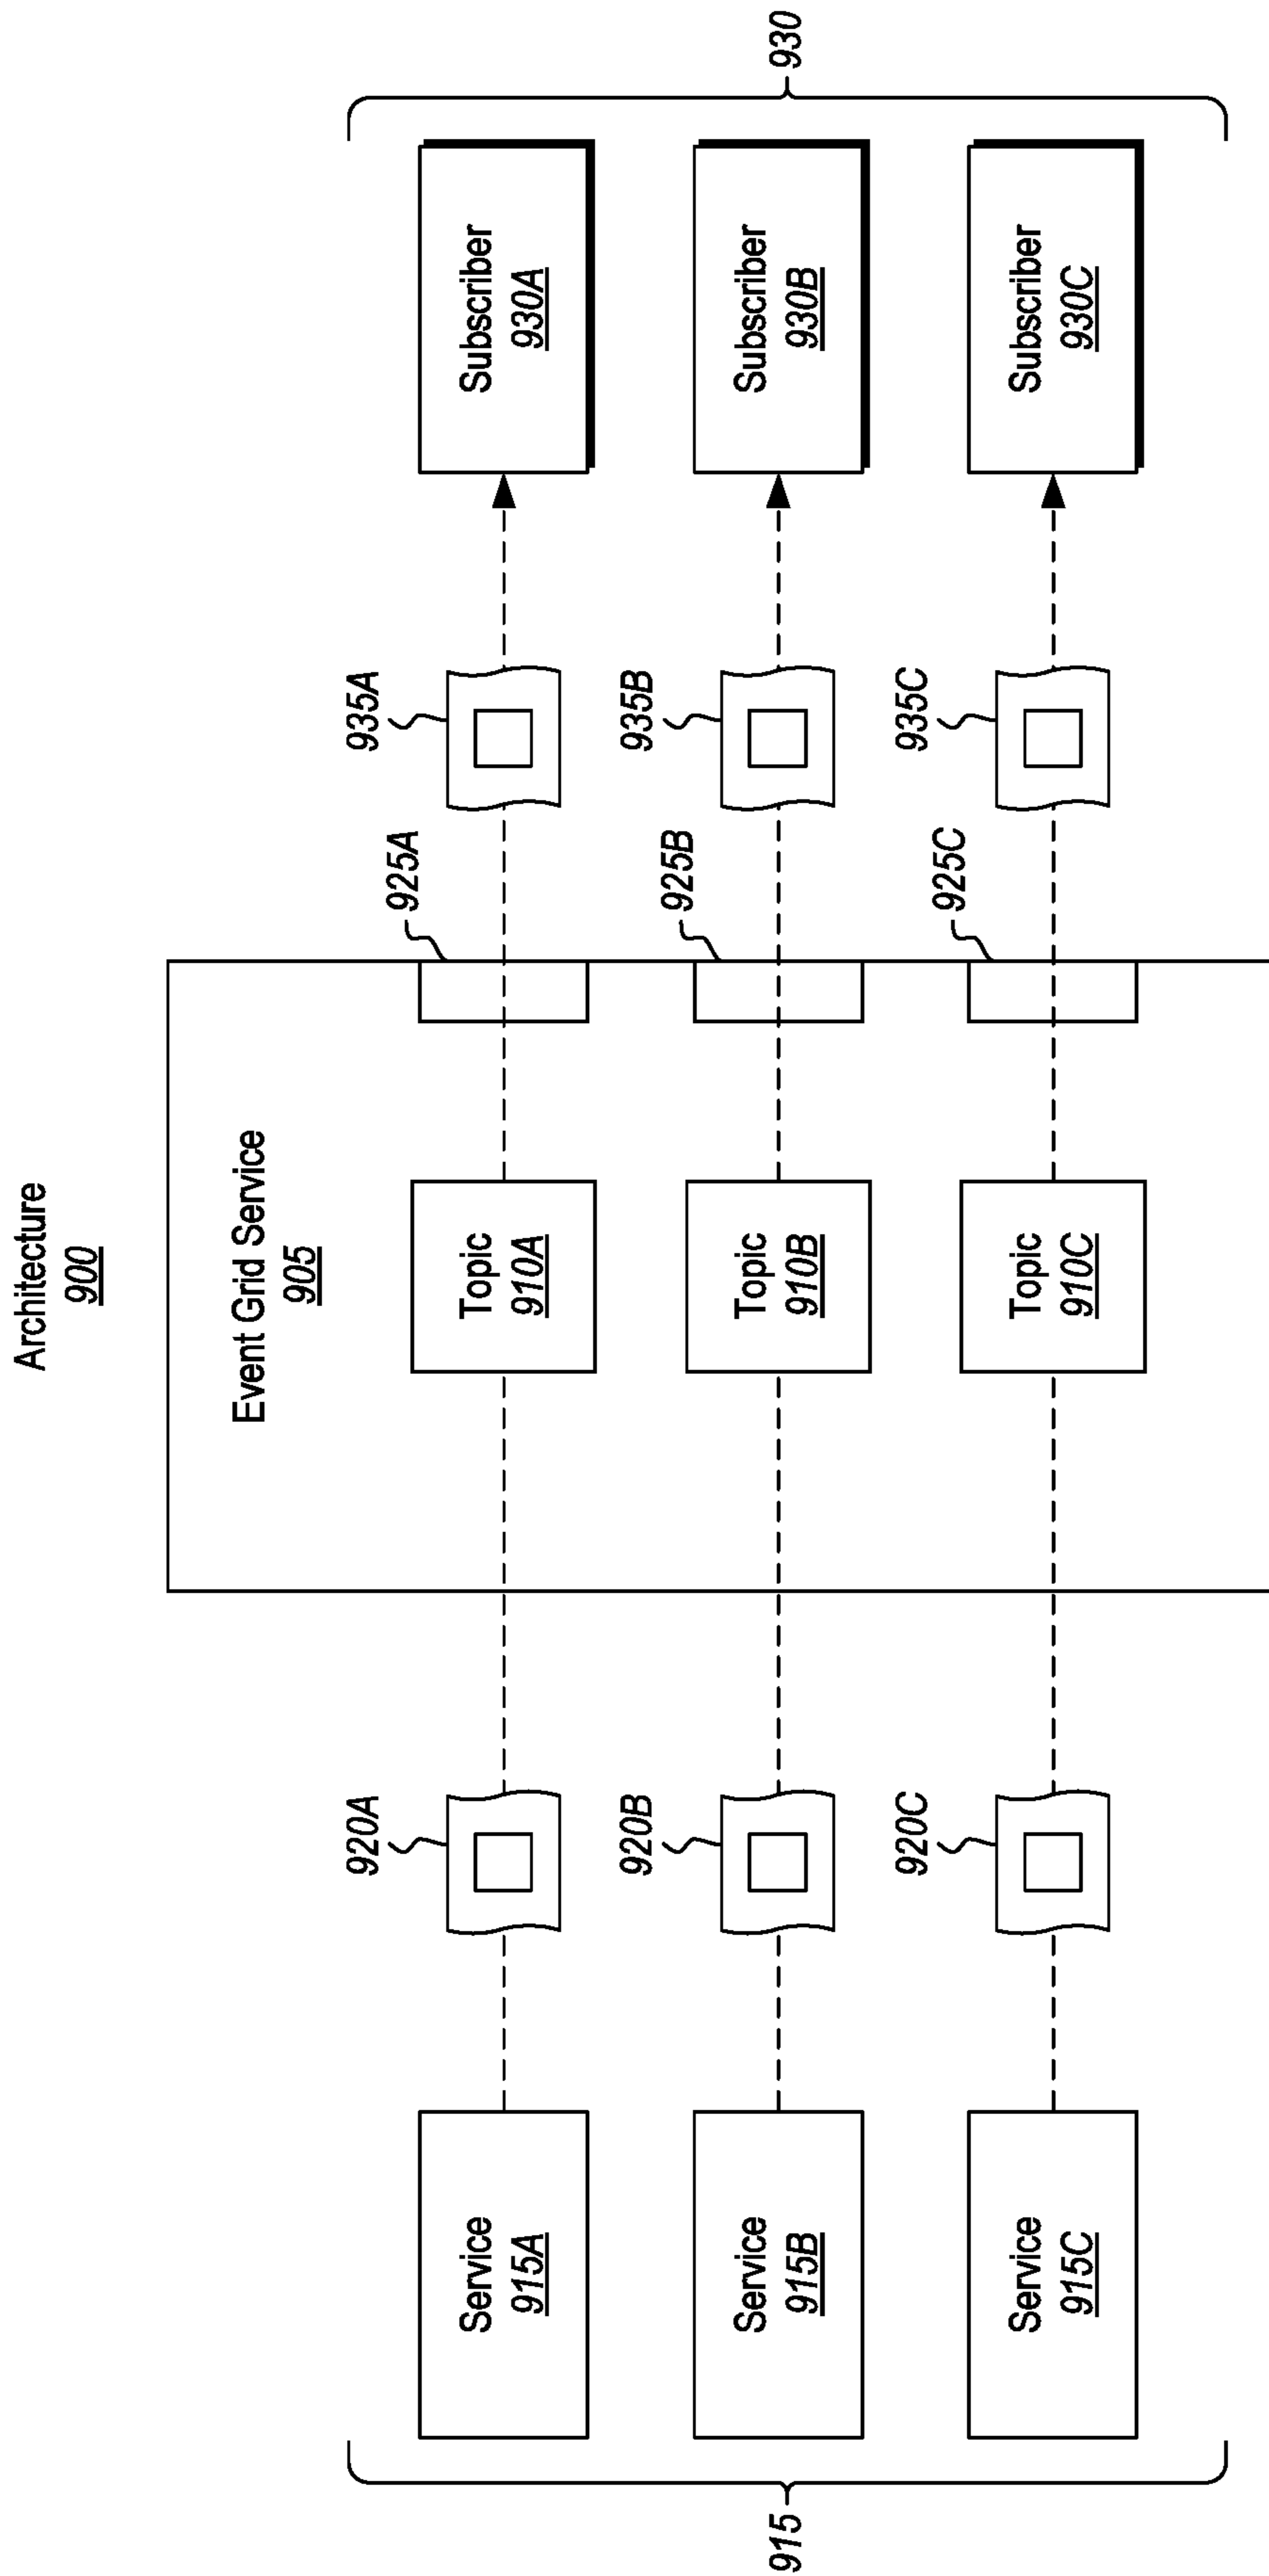 Architecture
900
Event Grid Service
905
915
Service
915A
920A
Topic
910A
925A
935A
Subscriber
930A
Service
915B
920B
Topic
910B
925B
935B
Subscriber
930B
Service
915C
920C
Topic
910C
925C
935C
Subscriber
930C
930